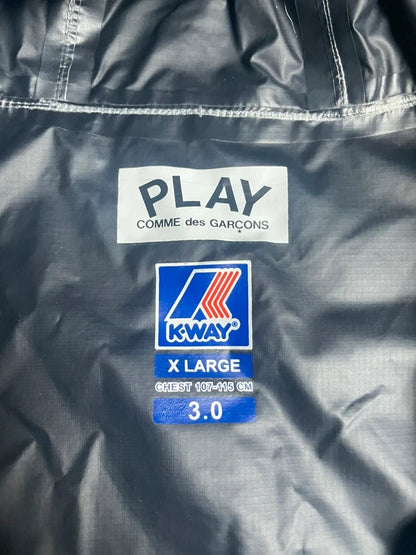 PLAY
COMME des GARÇONS
K-WAY®
X LARGE
CHEST 107-115 CM
3.0